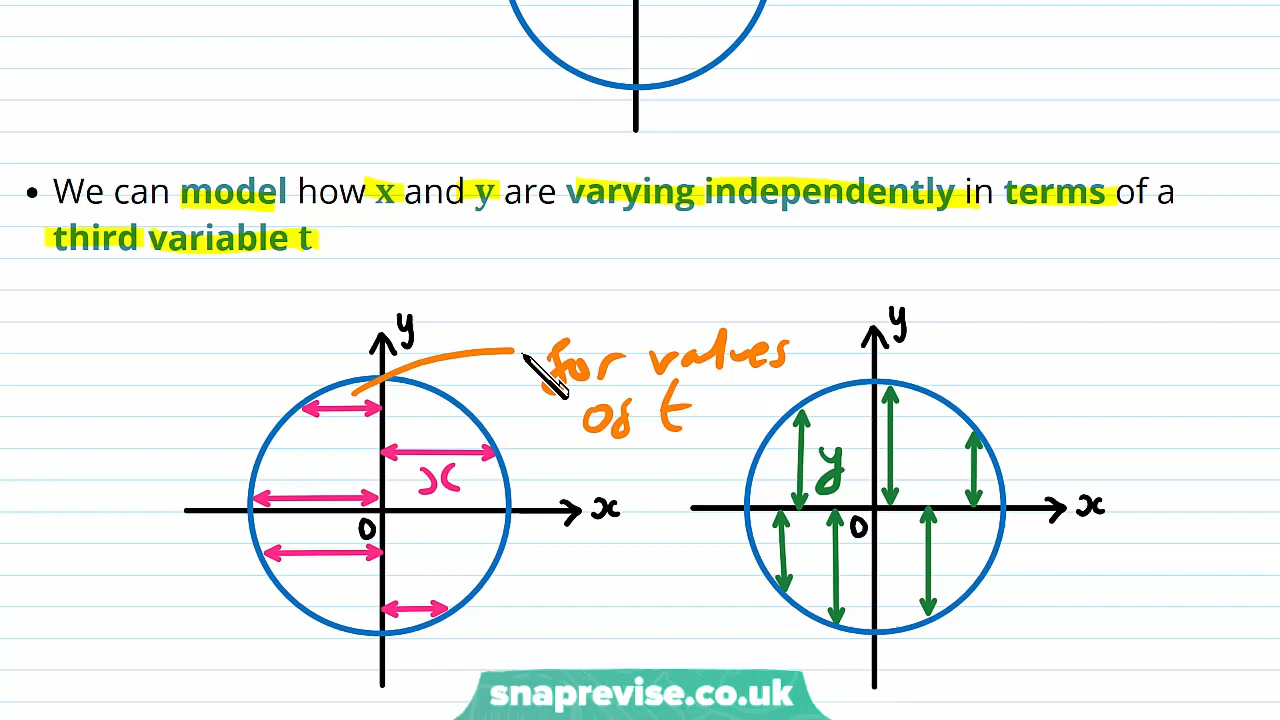 • We can model how x and y are varying independently in terms of a
third variable t
y
for values
of t
x
0
x
y
y
0
x
snaprevise.co.uk